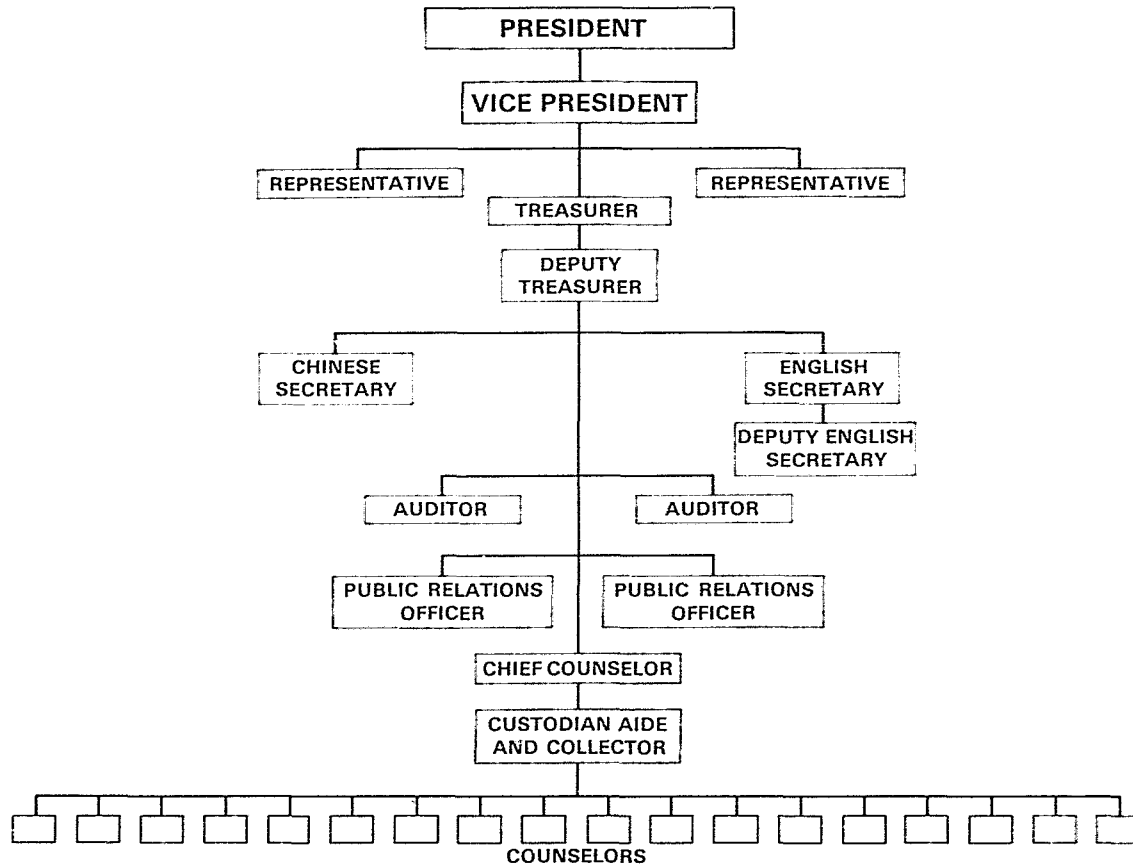 PRESIDENT
VICE PRESIDENT
REPRESENTATIVE
REPRESENTATIVE
TREASURER
DEPUTY
TREASURER
CHINESE
SECRETARY
ENGLISH
SECRETARY
DEPUTY ENGLISH
SECRETARY
AUDITOR
AUDITOR
PUBLIC RELATIONS
OFFICER
PUBLIC RELATIONS
OFFICER
CHIEF COUNSELOR
CUSTODIAN AIDE
AND COLLECTOR
COUNSELORS